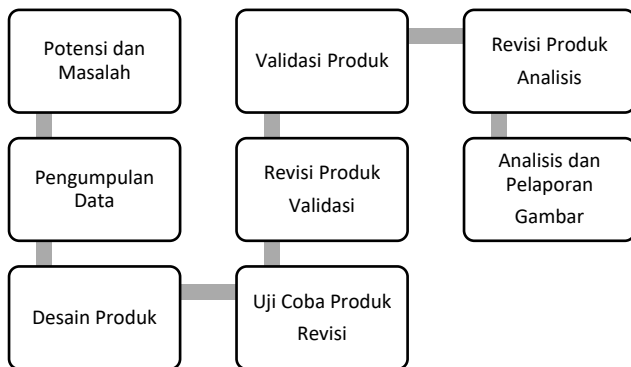 Potensi dan
Masalah
Pengumpulan
Data
Desain Produk
Uji Coba Produk
Revisi
Revisi Produk
Validasi
Validasi Produk
Revisi Produk
Analisis
Analisis dan
Pelaporan
Gambar